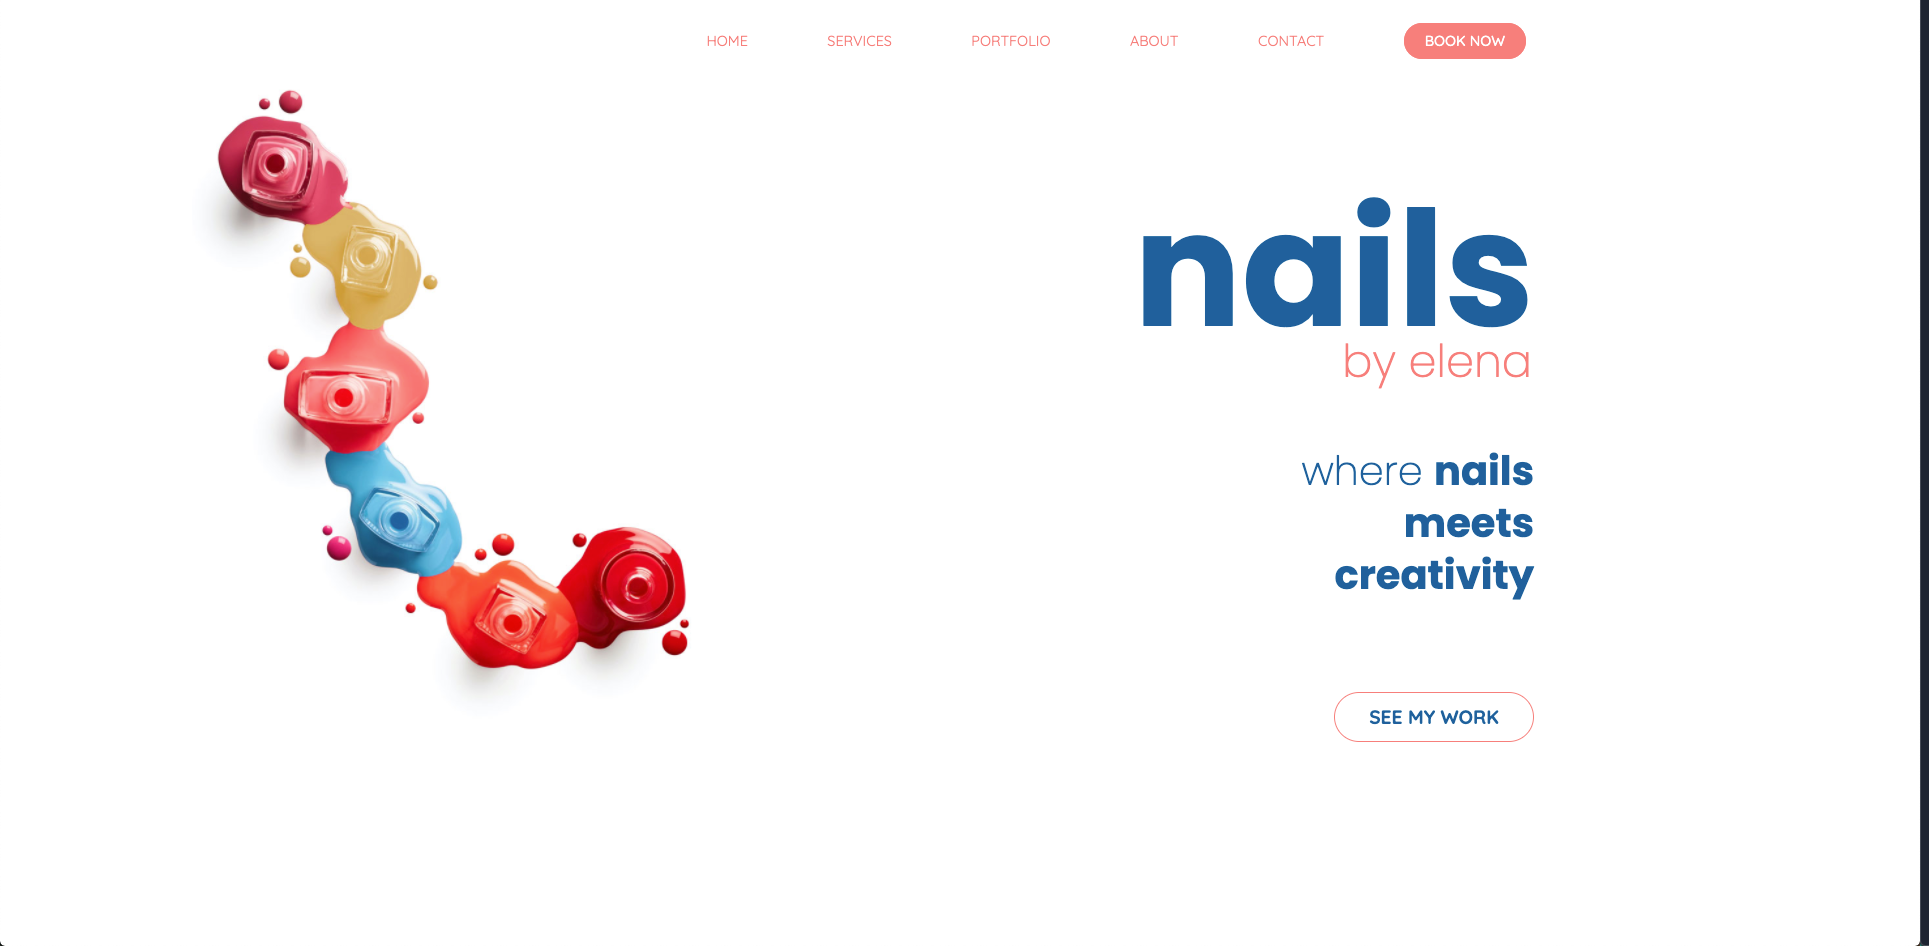 HOME SERVICES PORTFOLIO ABOUT CONTACT BOOK NOW
nails
by elena
where nails
meets
creativity
SEE MY WORK